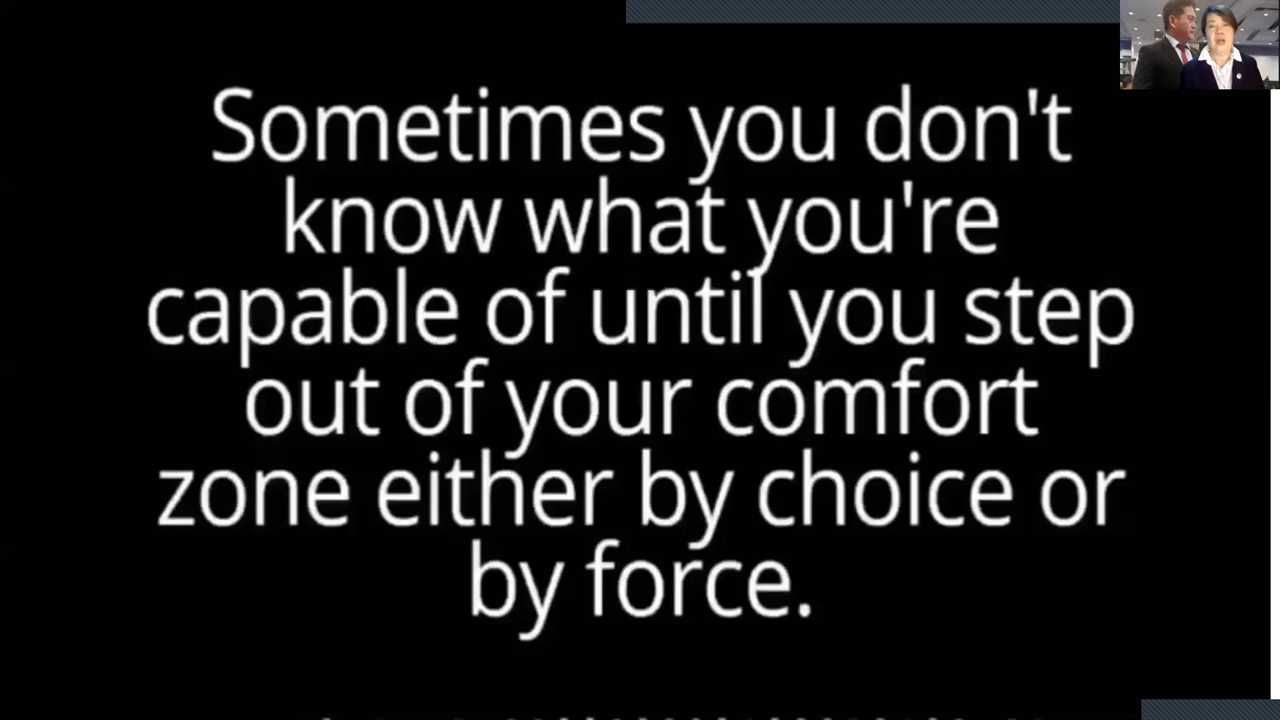 Sometimes you don't
know what you're
capable of until you step
out of your comfort
zone either by choice or
by force.